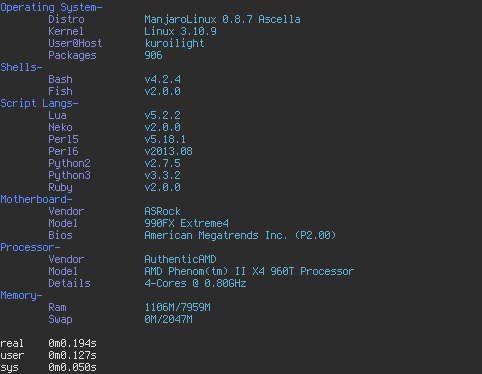 Operating System-
Distro ManjaroLinux 0.8.7 Ascella
Kernel Linux 3.10.9
User@Host kuroilight
Packages 906
Shells-
Bash v4.2.4
Fish v2.0.0
Script Langs-
Lua v5.2.2
Neko v2.0.0
Perl5 v5.18.1
Perl6 v2013.08
Python2 v2.7.5
Python3 v3.3.2
Ruby v2.0.0
Motherboard-
Vendor ASRock
Model 990FX Extreme4
Bios American Megatrends Inc. (P2.00)
Processor-
Vendor AuthenticAMD
Model AMD Phenom(tm) II X4 960T Processor
Details 4-Cores @ 0.80GHz
Memory-
Ram 1106M/7959M
Swap 0M/2047M
real 0m0.194s
user 0m0.127s
sys 0m0.050s